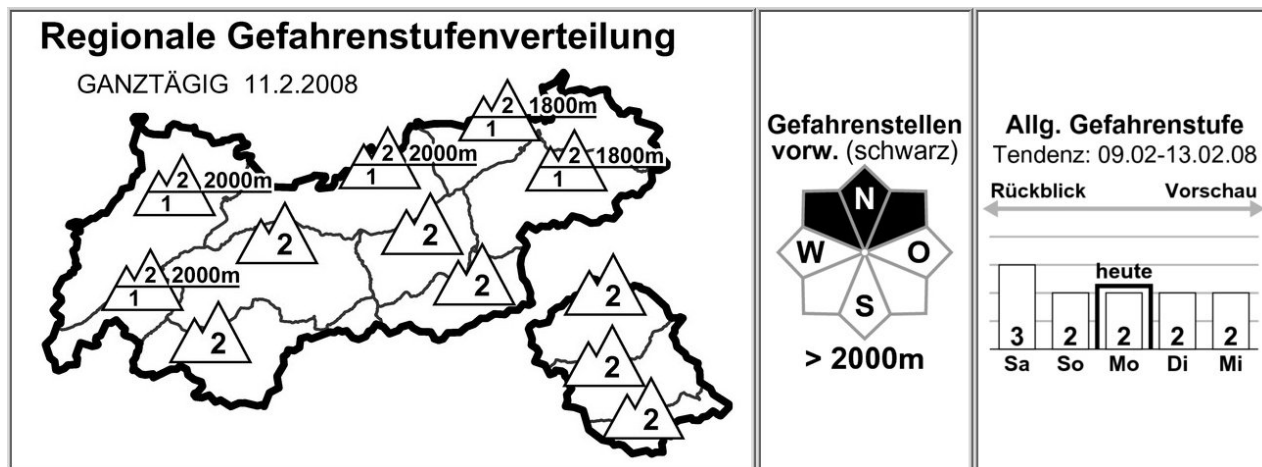 Regionale Gefahrenstufenverteilung
GANZTÄGIG 11.2.2008
2 1800m
1
2 2000m
1
2 1800m
1
2 2000m
1
2
2
2 2000m
1
2
2
2
2
2
Gefahrenstellen
vorw. (schwarz)
N
W O
S
> 2000m
Allg. Gefahrenstufe
Tendenz: 09.02-13.02.08
Rückblick Vorschau
heute
3 2 2 2 2
Sa So Mo Di Mi